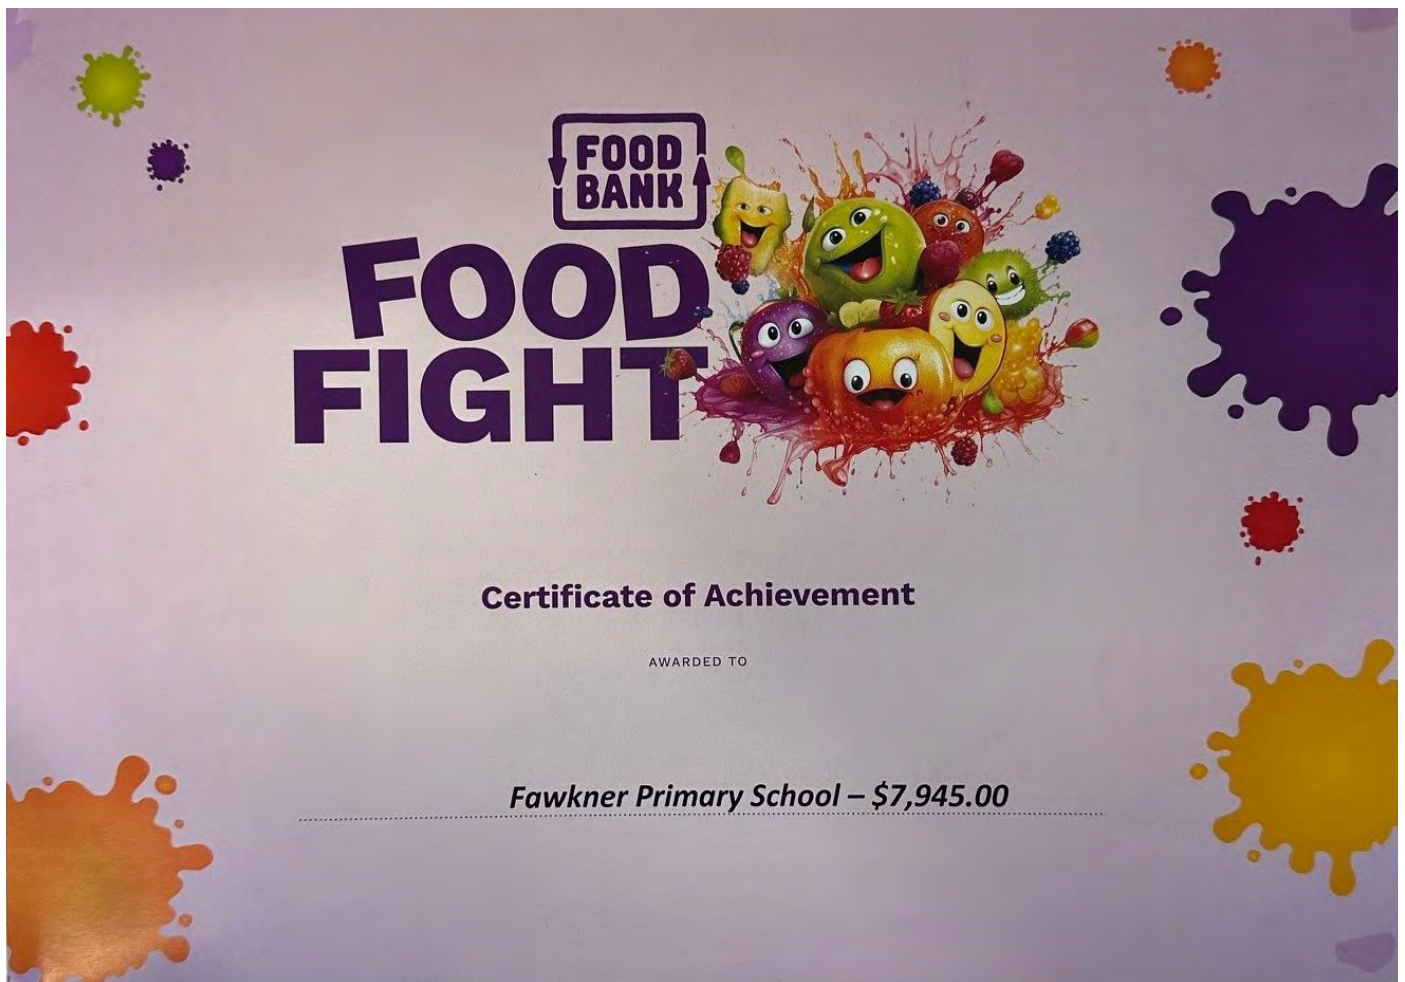 FOOD
BANK
FOOD
FIGHT
Certificate of Achievement
AWARDED TO
Fawkner Primary School – $7,945.00